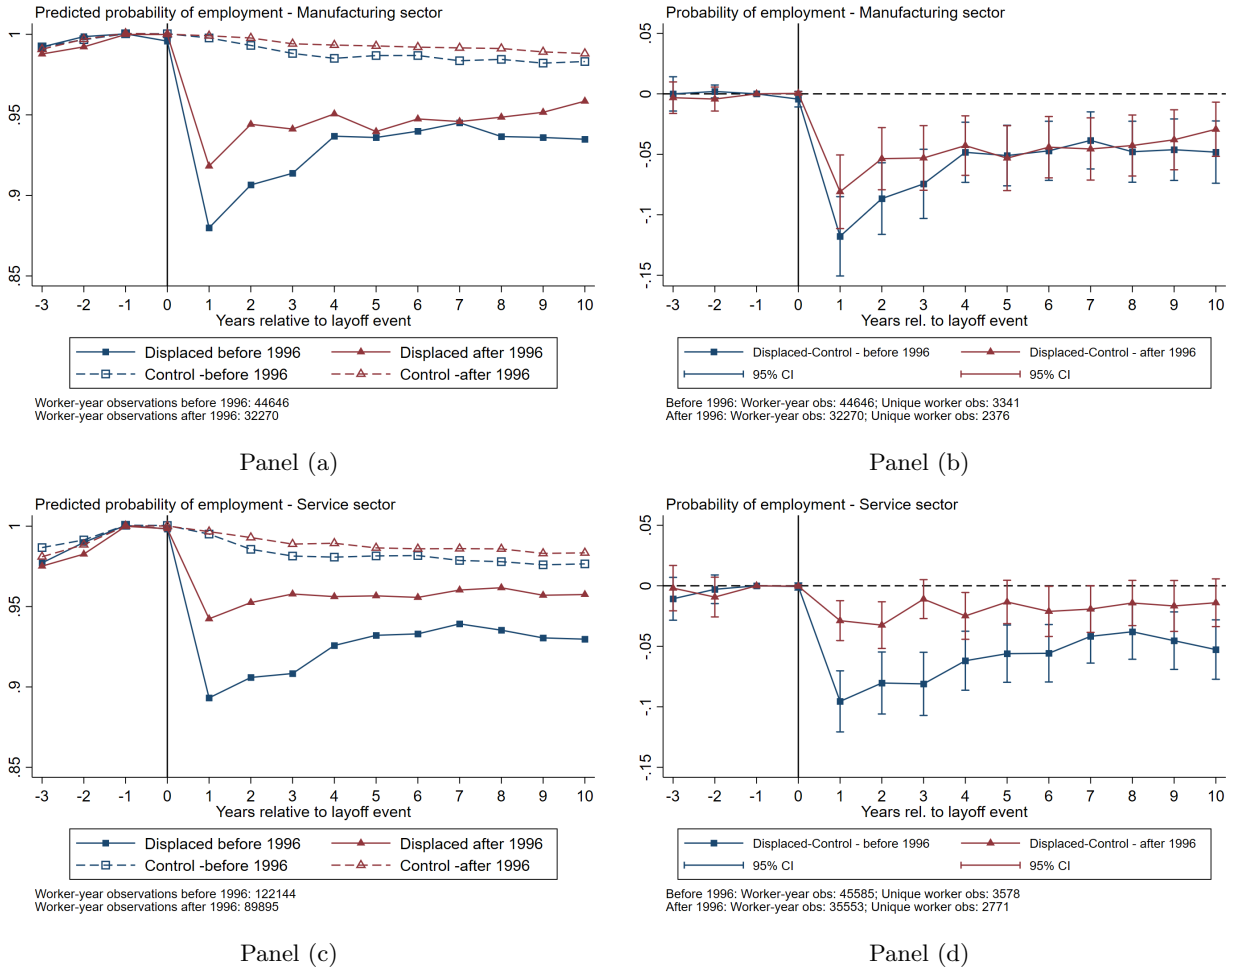 Predicted probability of employment - Manufacturing sector
1
.95
.9
.85
-3 -2 -1 0 1 2 3 4 5 6 7 8 9 10
Years relative to layoff event
Displaced before 1996 Displaced after 1996
Control -before 1996 Control -after 1996
Worker-year observations before 1996: 44646
Worker-year observations after 1996: 32270
Panel (a)
Probability of employment - Manufacturing sector
.05
0
-.05
-.1
-.15
-3 -2 -1 0 1 2 3 4 5 6 7 8 9 10
Years rel. to layoff event
Displaced-Control - before 1996 Displaced-Control - after 1996
95% CI 95% CI
Before 1996: Worker-year obs: 44646; Unique worker obs: 3341
After 1996: Worker-year obs: 32270; Unique worker obs: 2376
Panel (b)
Predicted probability of employment - Service sector
1
.95
.9
.85
-3 -2 -1 0 1 2 3 4 5 6 7 8 9 10
Years relative to layoff event
Displaced before 1996 Displaced after 1996
Control -before 1996 Control -after 1996
Worker-year observations before 1996: 122144
Worker-year observations after 1996: 89895
Panel (c)
Probability of employment - Service sector
.05
0
-.05
-.1
-.15
-3 -2 -1 0 1 2 3 4 5 6 7 8 9 10
Years rel. to layoff event
Displaced-Control - before 1996 Displaced-Control - after 1996
95% CI 95% CI
Before 1996: Worker-year obs: 45585; Unique worker obs: 3578
After 1996: Worker-year obs: 35553; Unique worker obs: 2771
Panel (d)